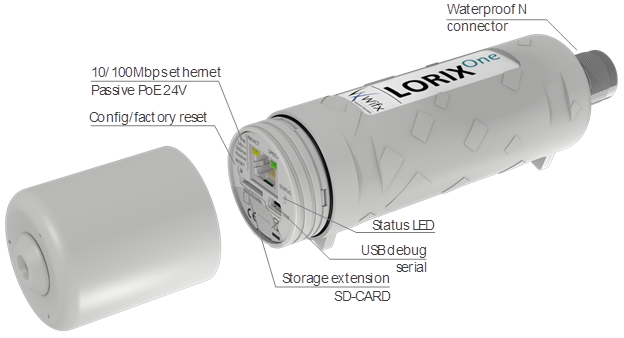 Waterproof N
connector
10/100Mbps ethernet
Passive PoE 24V
Config/factory reset
LORIX One
wifx
Status LED
USB debug
serial
Storage extension
SD-CARD